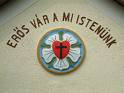 ERŐS VÁR A MI ISTENÜNK